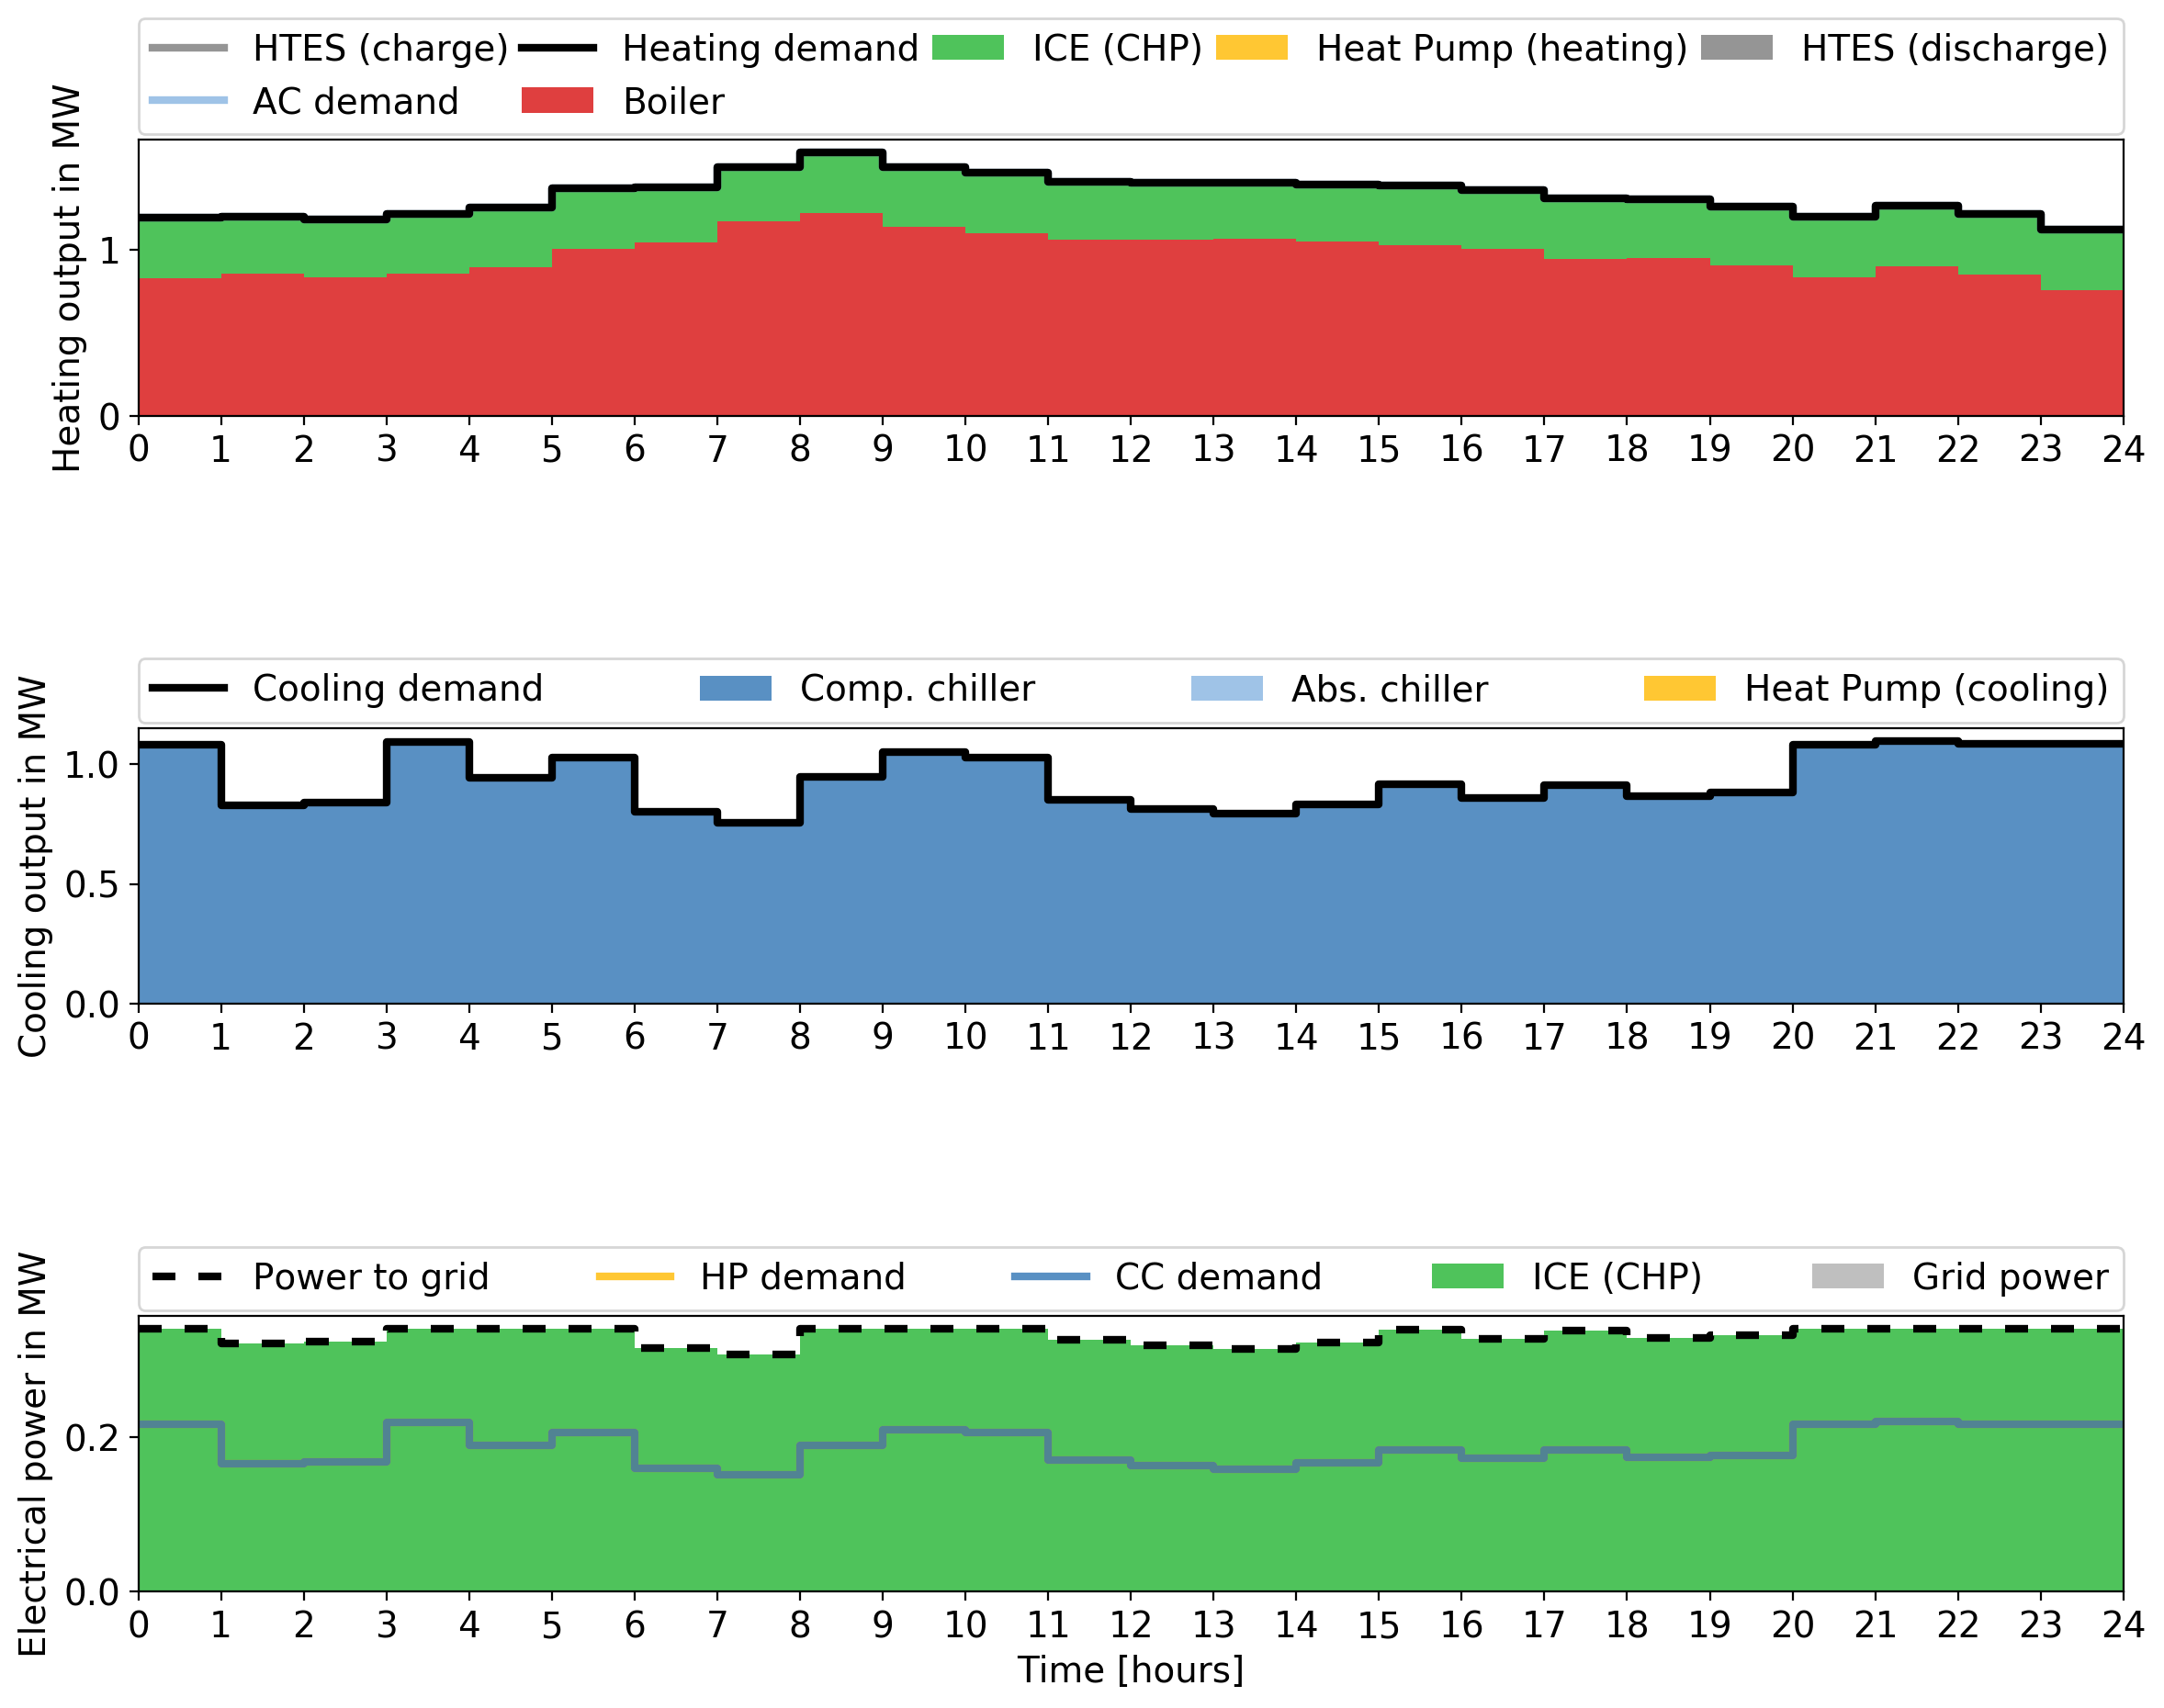 HTES (charge) Heating demand ICE (CHP) Heat Pump (heating) HTES (discharge)
AC demand Boiler
Heating output in MW
1
0
0 1 2 3 4 5 6 7 8 9 10 11 12 13 14 15 16 17 18 19 20 21 22 23 24
Cooling demand Comp. chiller Abs. chiller Heat Pump (cooling)
Cooling output in MW
1.0
0.5
0.0
0 1 2 3 4 5 6 7 8 9 10 11 12 13 14 15 16 17 18 19 20 21 22 23 24
Power to grid HP demand CC demand ICE (CHP) Grid power
Electrical power in MW
0.2
0.0
0 1 2 3 4 5 6 7 8 9 10 11 12 13 14 15 16 17 18 19 20 21 22 23 24
Time [hours]